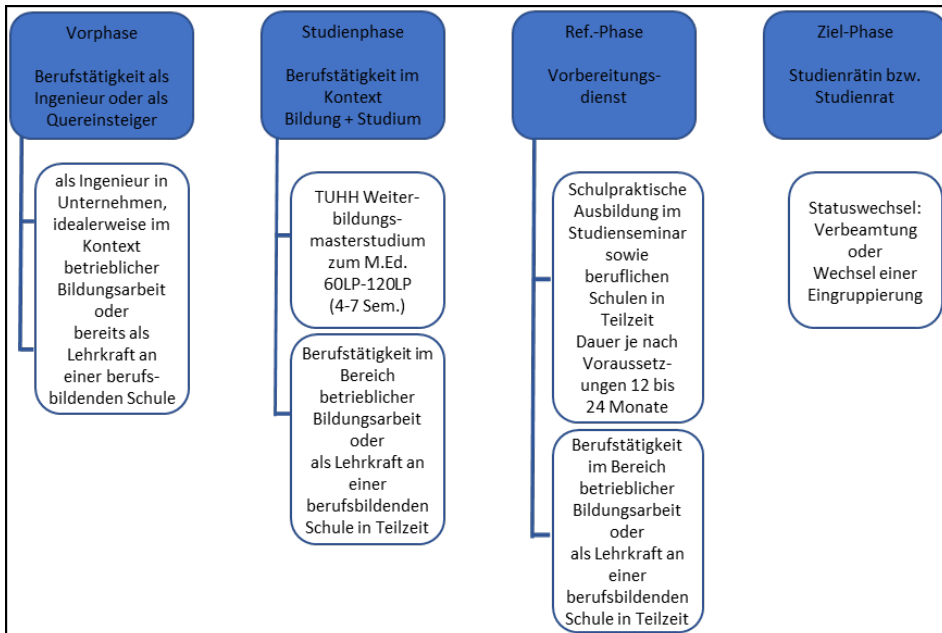 Vorphase
Berufstätigkeit als
Ingenieur oder als
Quereinsteiger
als Ingenieur in
Unternehmen,
idealerweise im
Kontext
betrieblicher
Bildungsarbeit
oder
bereits als
Lehrkraft an
einer berufs-
bildenden Schule
Studienphase
Berufstätigkeit im
Kontext
Bildung + Studium
TUHH Weiter-
bildungs-
masterstudium
zum M.Ed.
60LP-120LP
(4-7 Sem.)
Berufstätigkeit im
Bereich
betrieblicher
Bildungsarbeit
oder
als Lehrkraft an
einer
berufsbildenden
Schule in Teilzeit
Ref.-Phase
Vorbereitungs-
dienst
Schulpraktische
Ausbildung im
Studienseminar
sowie
beruflichen
Schulen in
Teilzeit
Dauer je nach
Voraussetz-
ungen 12 bis
24 Monate
Berufstätigkeit
im Bereich
betrieblicher
Bildungsarbeit
oder
als Lehrkraft an
einer
berufsbildenden
Schule in Teilzeit
Ziel-Phase
Studienrätin bzw.
Studienrat
Statuswechsel:
Verbeamtung
oder
Wechsel einer
Eingruppierung